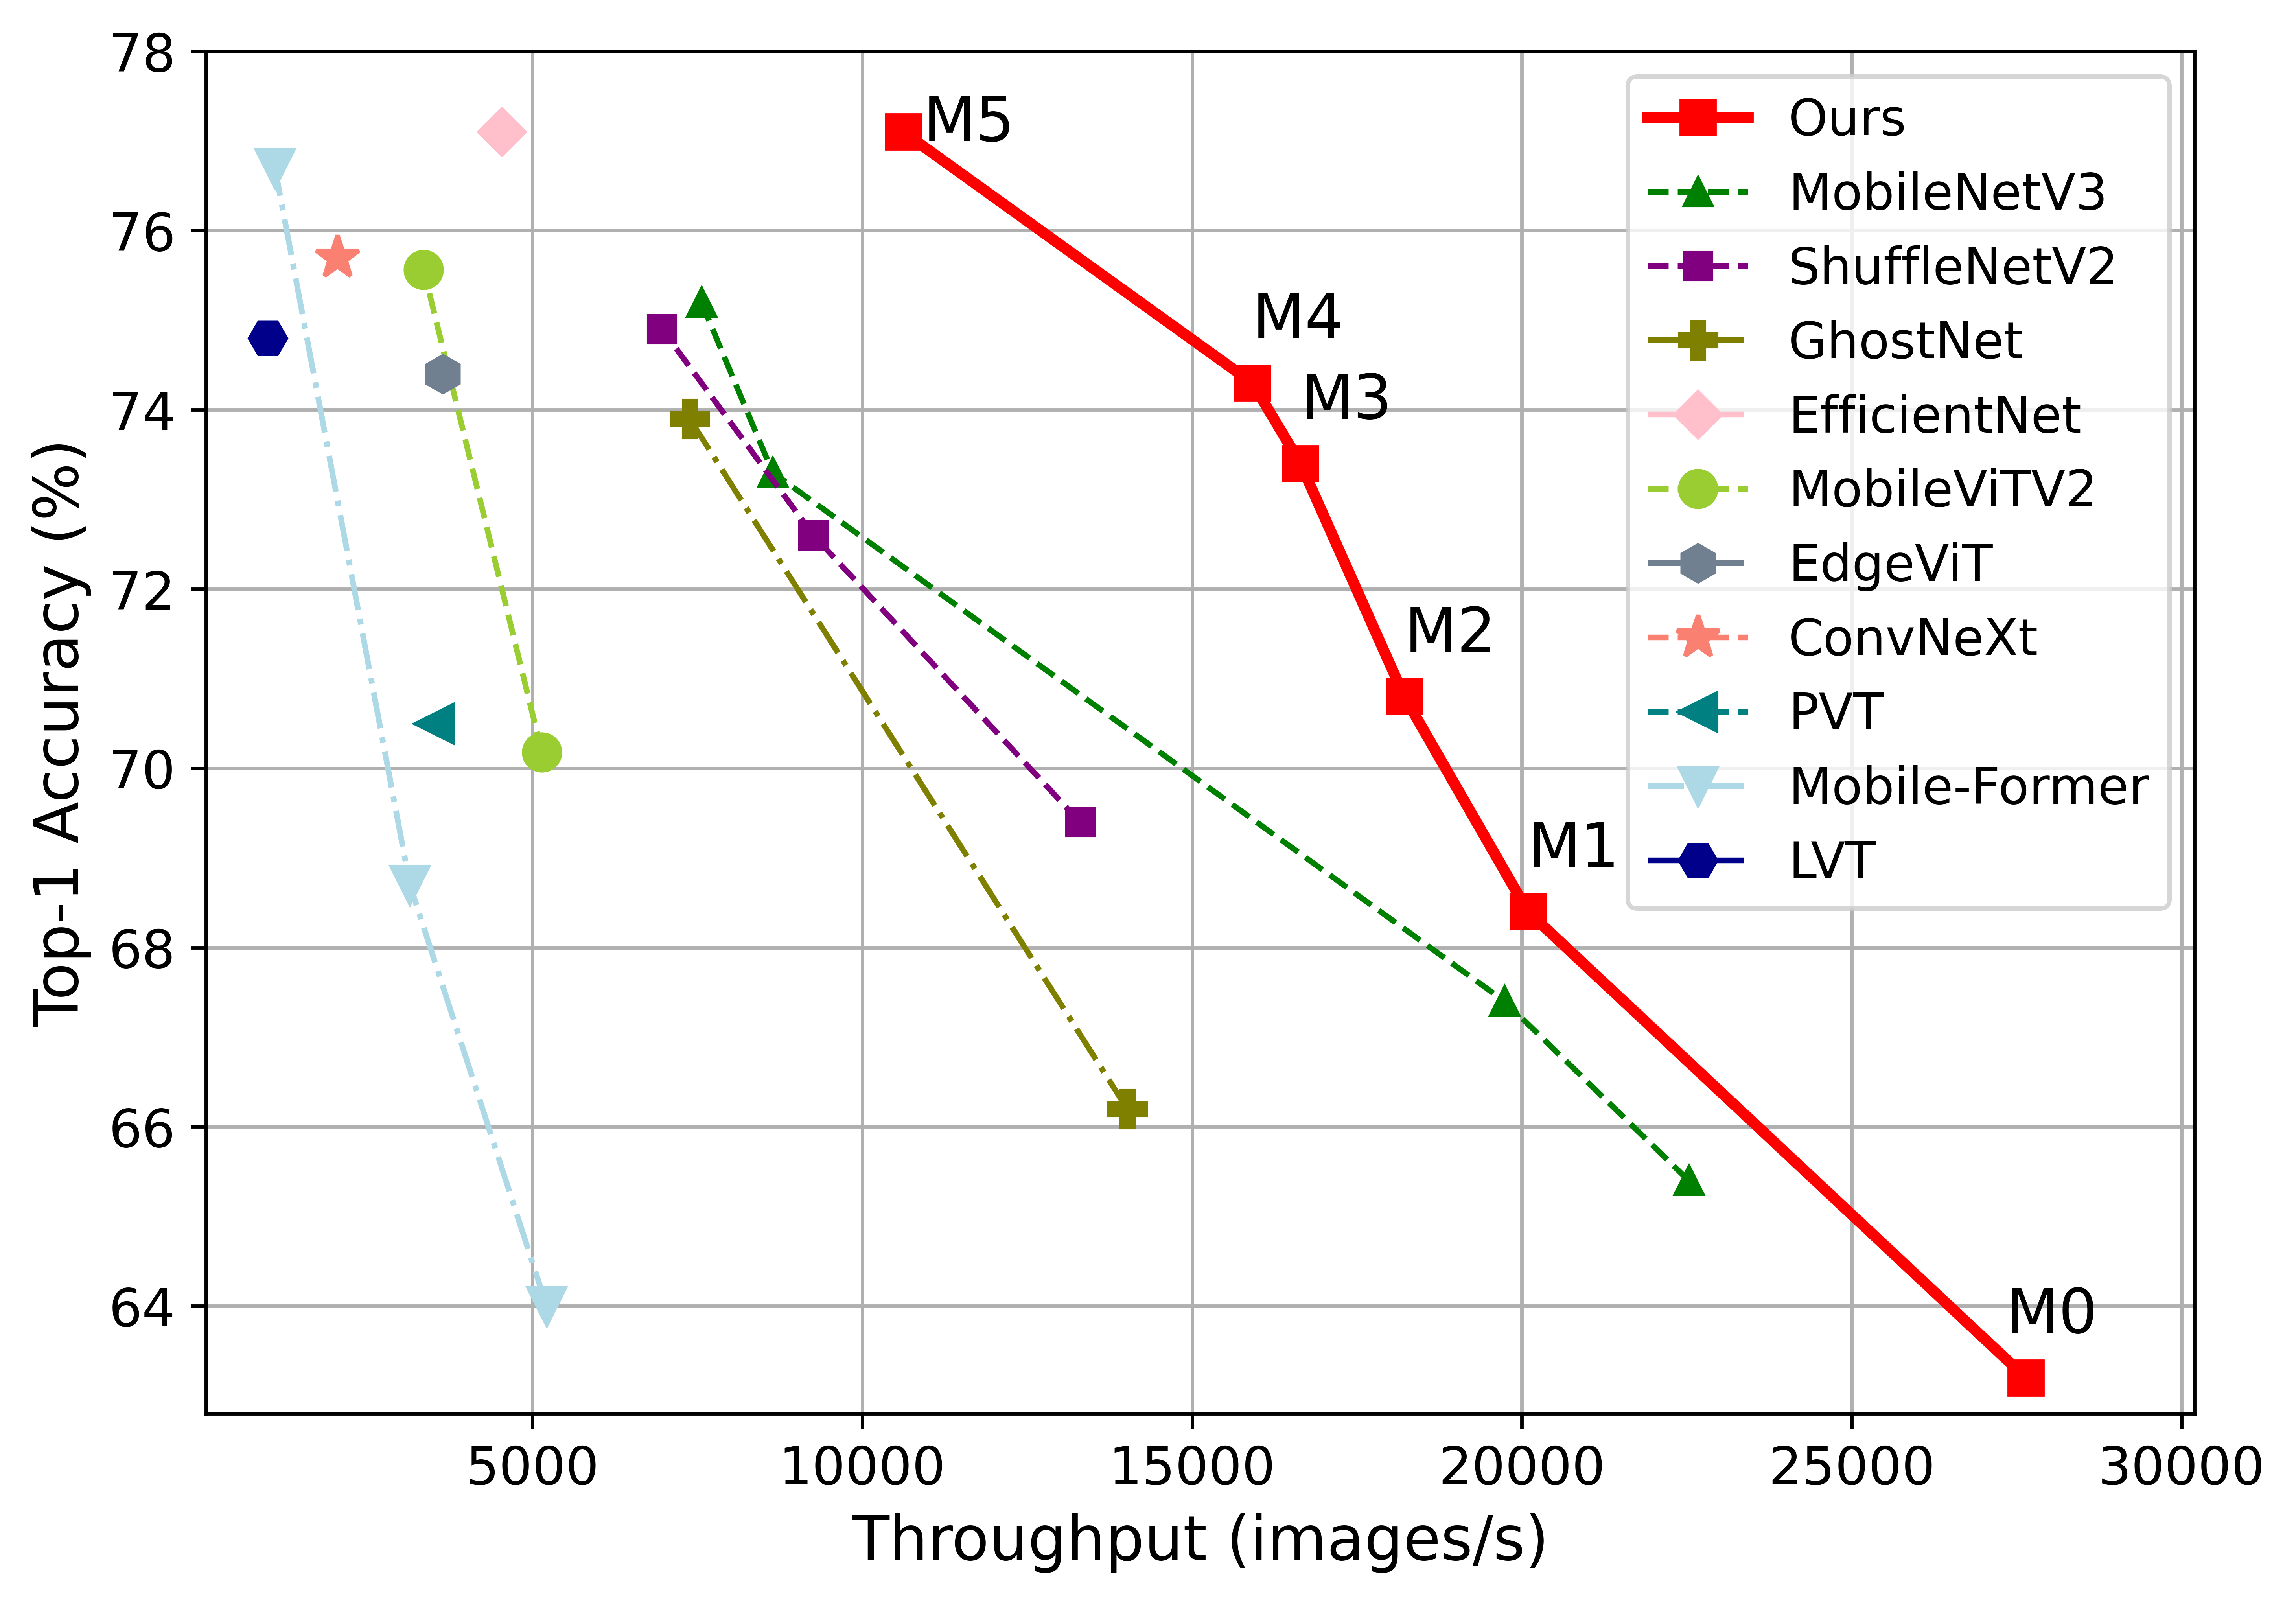 78
76
74
72
70
68
66
64
Top-1 Accuracy (%)
M5
M4
M3
M2
M1
M0
Ours
MobileNetV3
ShuffleNetV2
GhostNet
EfficientNet
MobileViTV2
EdgeViT
ConvNeXt
PVT
Mobile-Former
LVT
5000 10000 15000 20000 25000 30000
Throughput (images/s)